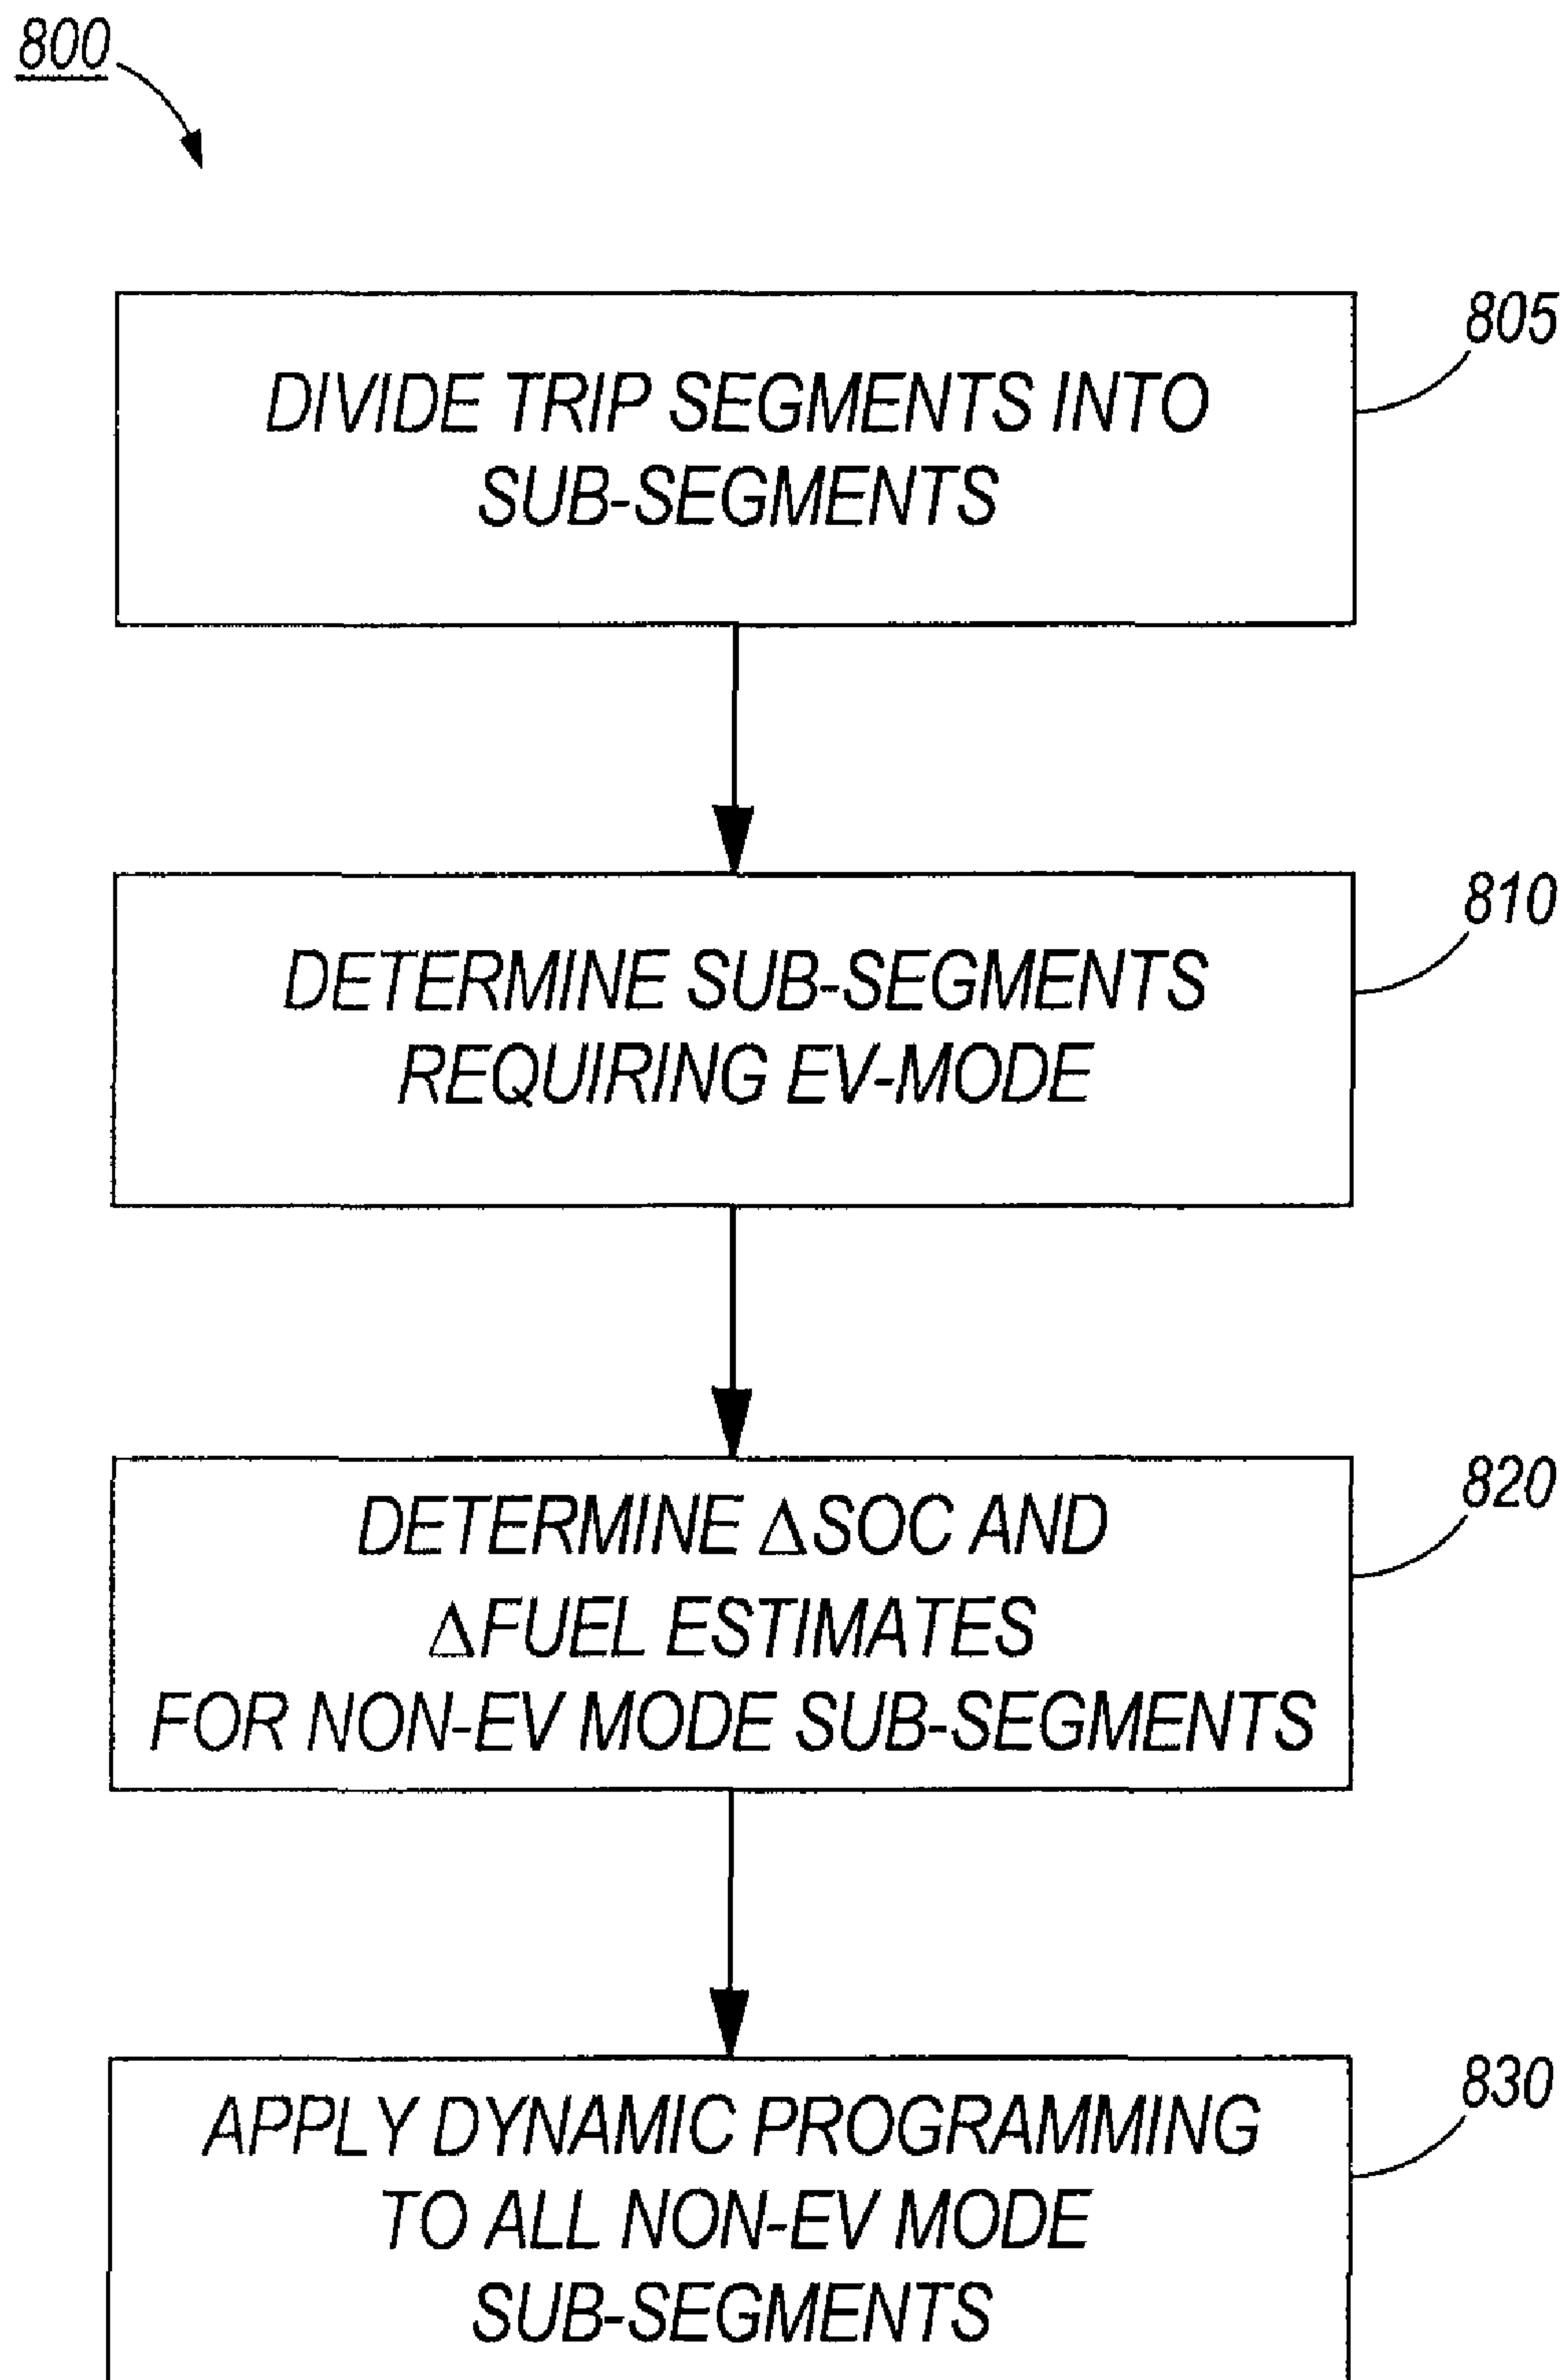 800
805
DIVIDE TRIP SEGMENTS INTO
SUB-SEGMENTS
810
DETERMINE SUB-SEGMENTS
REQUIRING EV-MODE
820
DETERMINE ΔSOC AND
ΔFUEL ESTIMATES
FOR NON-EV MODE SUB-SEGMENTS
830
APPLY DYNAMIC PROGRAMMING
TO ALL NON-EV MODE
SUB-SEGMENTS